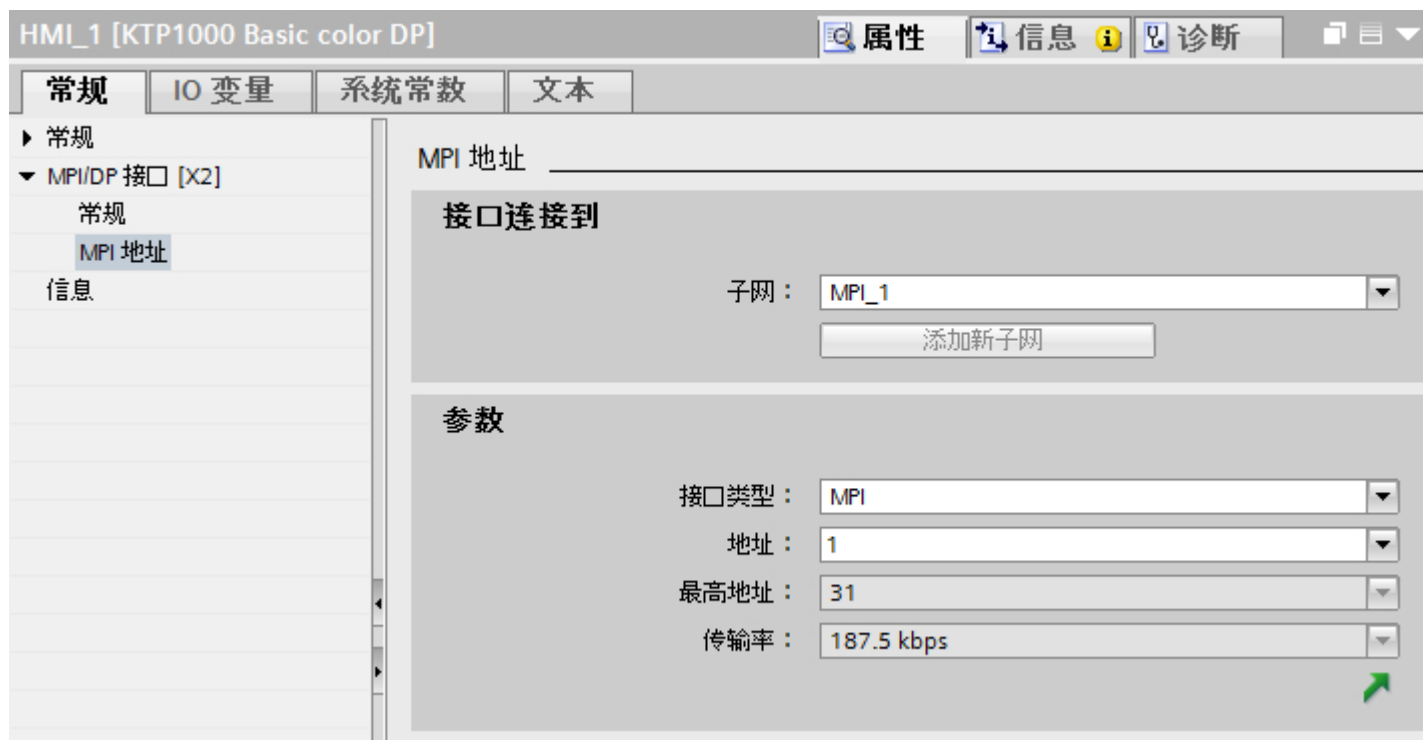 HMI_1 [KTP1000 Basic color DP] 属性 信息 诊断
常规 IO 变量 系统常数 文本
常规
MPI/DP 接口 [X2]
常规
MPI 地址
信息
MPI 地址
接口连接到
子网： MPI_1
添加新子网
参数
接口类型： MPI
地址： 1
最高地址： 31
传输率： 187.5 kbps